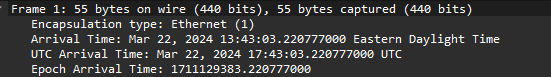 Frame 1: 55 bytes on wire (440 bits), 55 bytes captured (440 bits)
Encapsulation type: Ethernet (1)
Arrival Time: Mar 22, 2024 13:43:03.220777000 Eastern Daylight Time
UTC Arrival Time: Mar 22, 2024 17:43:03.220777000 UTC
Epoch Arrival Time: 1711129383.220777000